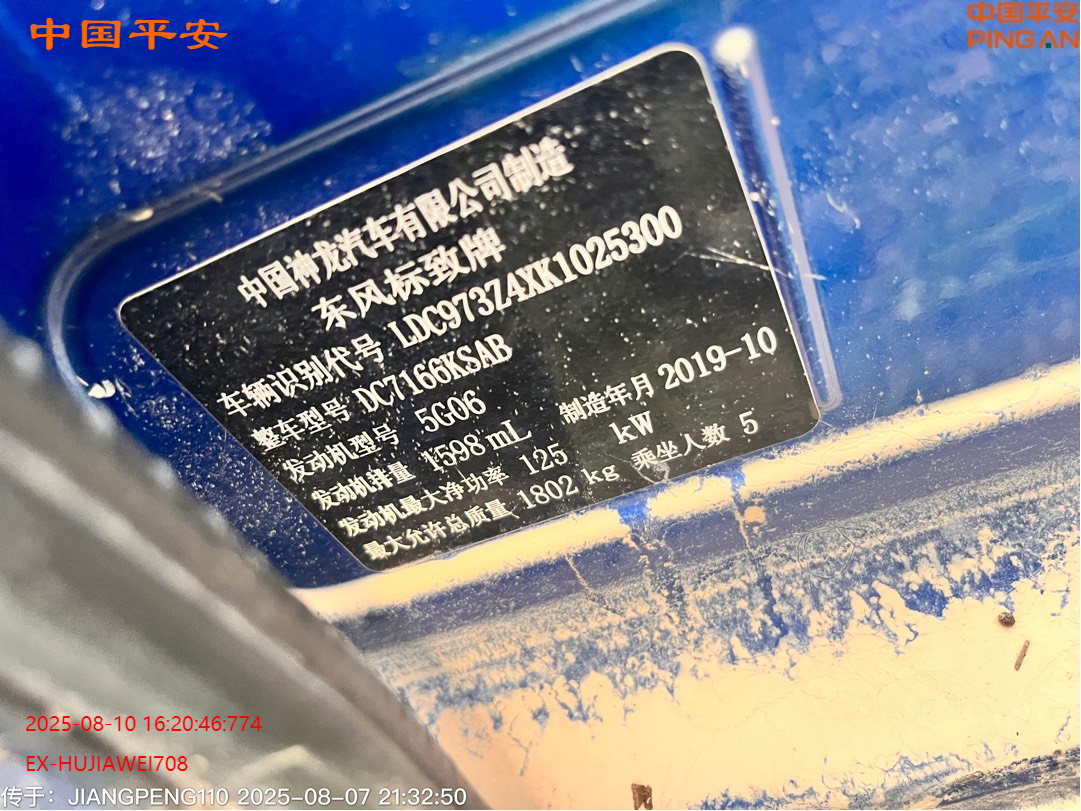 中国平安
中国平安
PING AN
中国神龙汽车有限公司制造
东风标致牌
车辆识别代号 LDC973Z4XK1025300
整车型号 DC7166KSAB
发动机型号 5G06
发动机排量 1598 mL 制造年月 2019-10
发动机最大净功率 125 kW
最大允许总质量 1802 kg 乘坐人数 5
2025-08-10 16:20:46:774
EX-HUJIAWEI708
传于：JIANGPENG110 2025-08-07 21:32:50